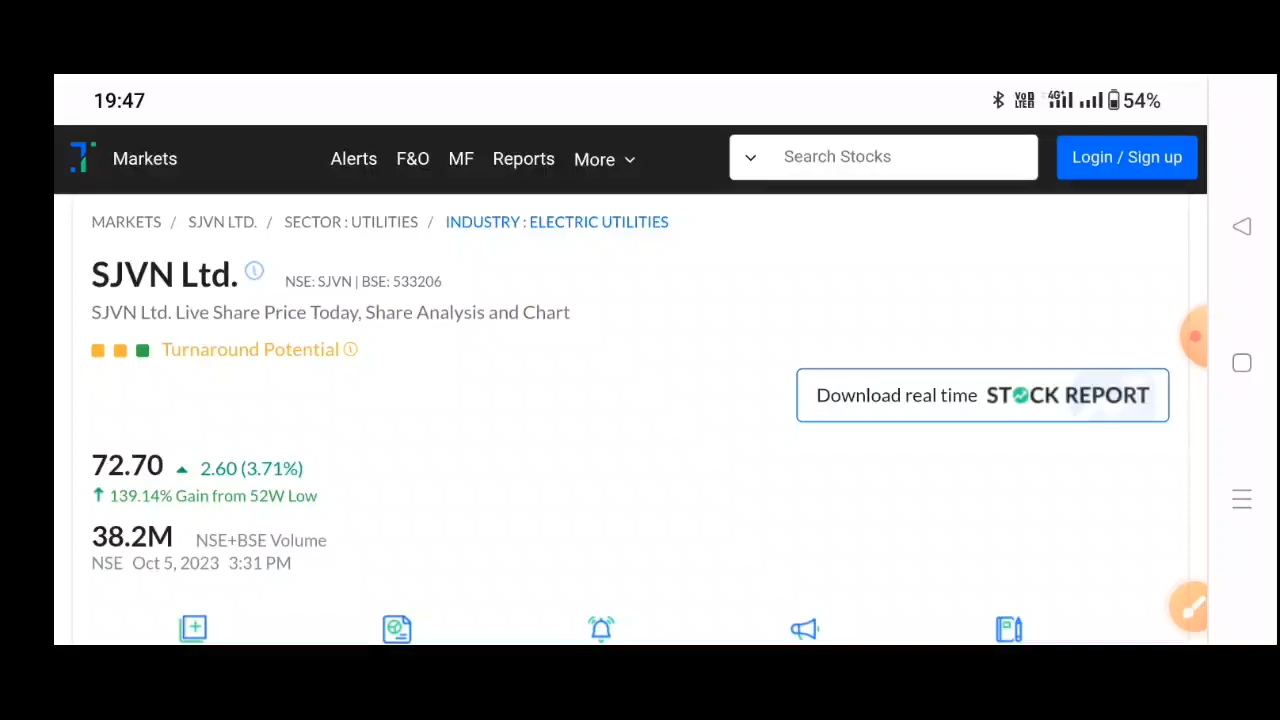 19:47
VoD LTED 4G+ 54%
Markets Alerts F&O MF Reports More Search Stocks Login / Sign up
MARKETS / SJVN LTD. / SECTOR : UTILITIES / INDUSTRY : ELECTRIC UTILITIES
SJVN Ltd. NSE: SJVN | BSE: 533206
SJVN Ltd. Live Share Price Today, Share Analysis and Chart
Turnaround Potential
Download real time STOCK REPORT
72.70 2.60 (3.71%)
139.14% Gain from 52W Low
38.2M NSE+BSE Volume
NSE Oct 5, 2023 3:31 PM